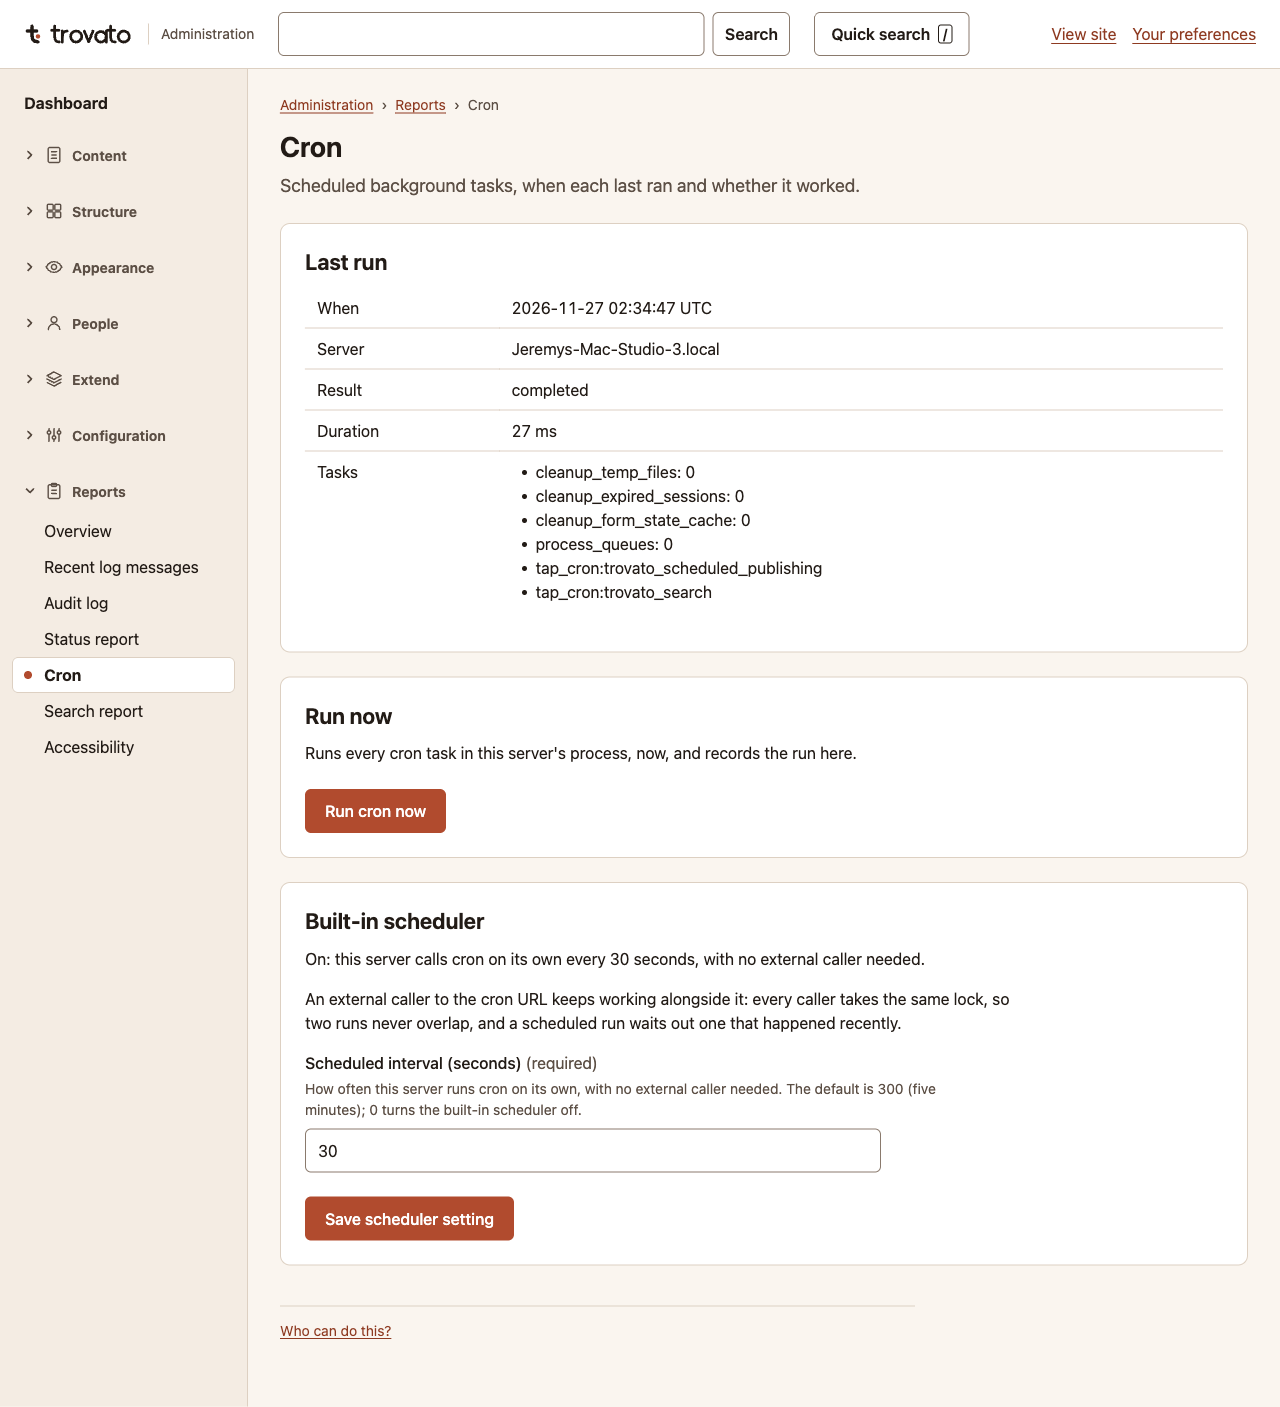 trovato
Administration
Search
Quick search /
View site
Your preferences
Dashboard
Content
Structure
Appearance
People
Extend
Configuration
Reports
Overview
Recent log messages
Audit log
Status report
Cron
Search report
Accessibility
Administration › Reports › Cron
Cron
Scheduled background tasks, when each last ran and whether it worked.
Last run
When 2026-11-27 02:34:47 UTC
Server Jeremys-Mac-Studio-3.local
Result completed
Duration 27 ms
Tasks
• cleanup_temp_files: 0
• cleanup_expired_sessions: 0
• cleanup_form_state_cache: 0
• process_queues: 0
• tap_cron:trovato_scheduled_publishing
• tap_cron:trovato_search
Run now
Runs every cron task in this server's process, now, and records the run here.
Run cron now
Built-in scheduler
On: this server calls cron on its own every 30 seconds, with no external caller needed.
An external caller to the cron URL keeps working alongside it: every caller takes the same lock, so
two runs never overlap, and a scheduled run waits out one that happened recently.
Scheduled interval (seconds) (required)
How often this server runs cron on its own, with no external caller needed. The default is 300 (five
minutes); 0 turns the built-in scheduler off.
30
Save scheduler setting
Who can do this?